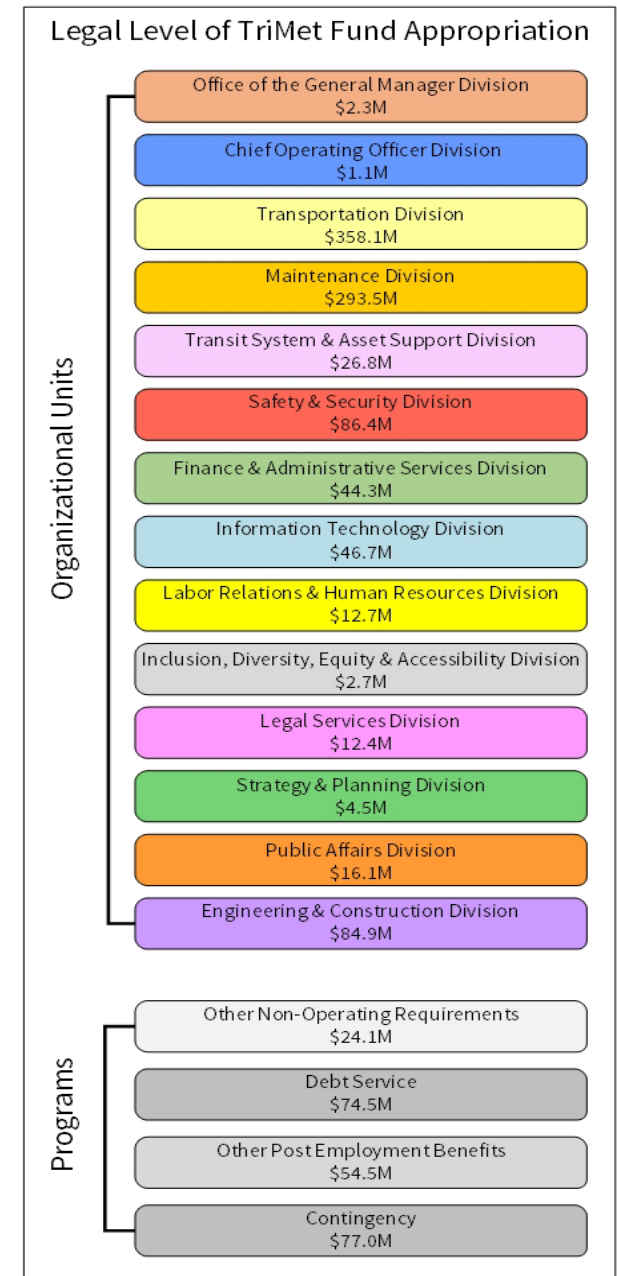 Legal Level of TriMet Fund Appropriation
Organizational Units
Office of the General Manager Division
$2.3M
Chief Operating Officer Division
$1.1M
Transportation Division
$358.1M
Maintenance Division
$293.5M
Transit System & Asset Support Division
$26.8M
Safety & Security Division
$86.4M
Finance & Administrative Services Division
$44.3M
Information Technology Division
$46.7M
Labor Relations & Human Resources Division
$12.7M
Inclusion, Diversity, Equity & Accessibility Division
$2.7M
Legal Services Division
$12.4M
Strategy & Planning Division
$4.5M
Public Affairs Division
$16.1M
Engineering & Construction Division
$84.9M
Programs
Other Non-Operating Requirements
$24.1M
Debt Service
$74.5M
Other Post Employment Benefits
$54.5M
Contingency
$77.0M